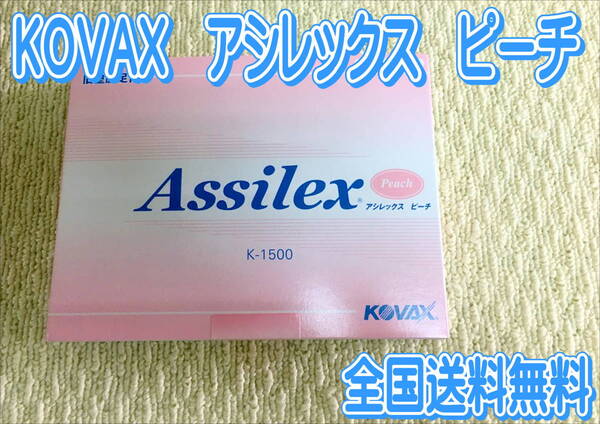 KOVAX アシレックス ピーチ
Assilex® Peach
アシレックス ピーチ
K-1500
KOVAX®
全国送料無料